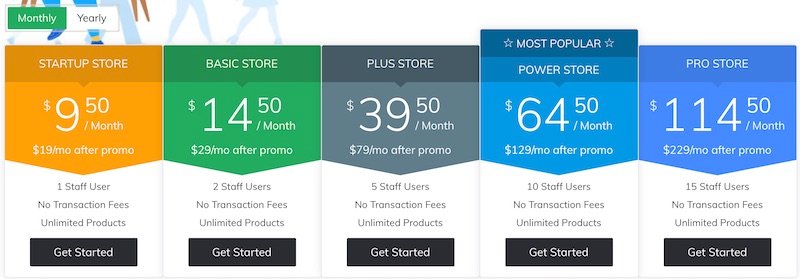 Monthly Yearly
STARTUP STORE
$9.50
/ Month
$19/mo after promo
1 Staff User
No Transaction Fees
Unlimited Products
Get Started
BASIC STORE
$14.50
/ Month
$29/mo after promo
2 Staff Users
No Transaction Fees
Unlimited Products
Get Started
PLUS STORE
$39.50
/ Month
$79/mo after promo
5 Staff Users
No Transaction Fees
Unlimited Products
Get Started
☆ MOST POPULAR ☆
POWER STORE
$64.50
/ Month
$129/mo after promo
10 Staff Users
No Transaction Fees
Unlimited Products
Get Started
PRO STORE
$114.50
/ Month
$229/mo after promo
15 Staff Users
No Transaction Fees
Unlimited Products
Get Started